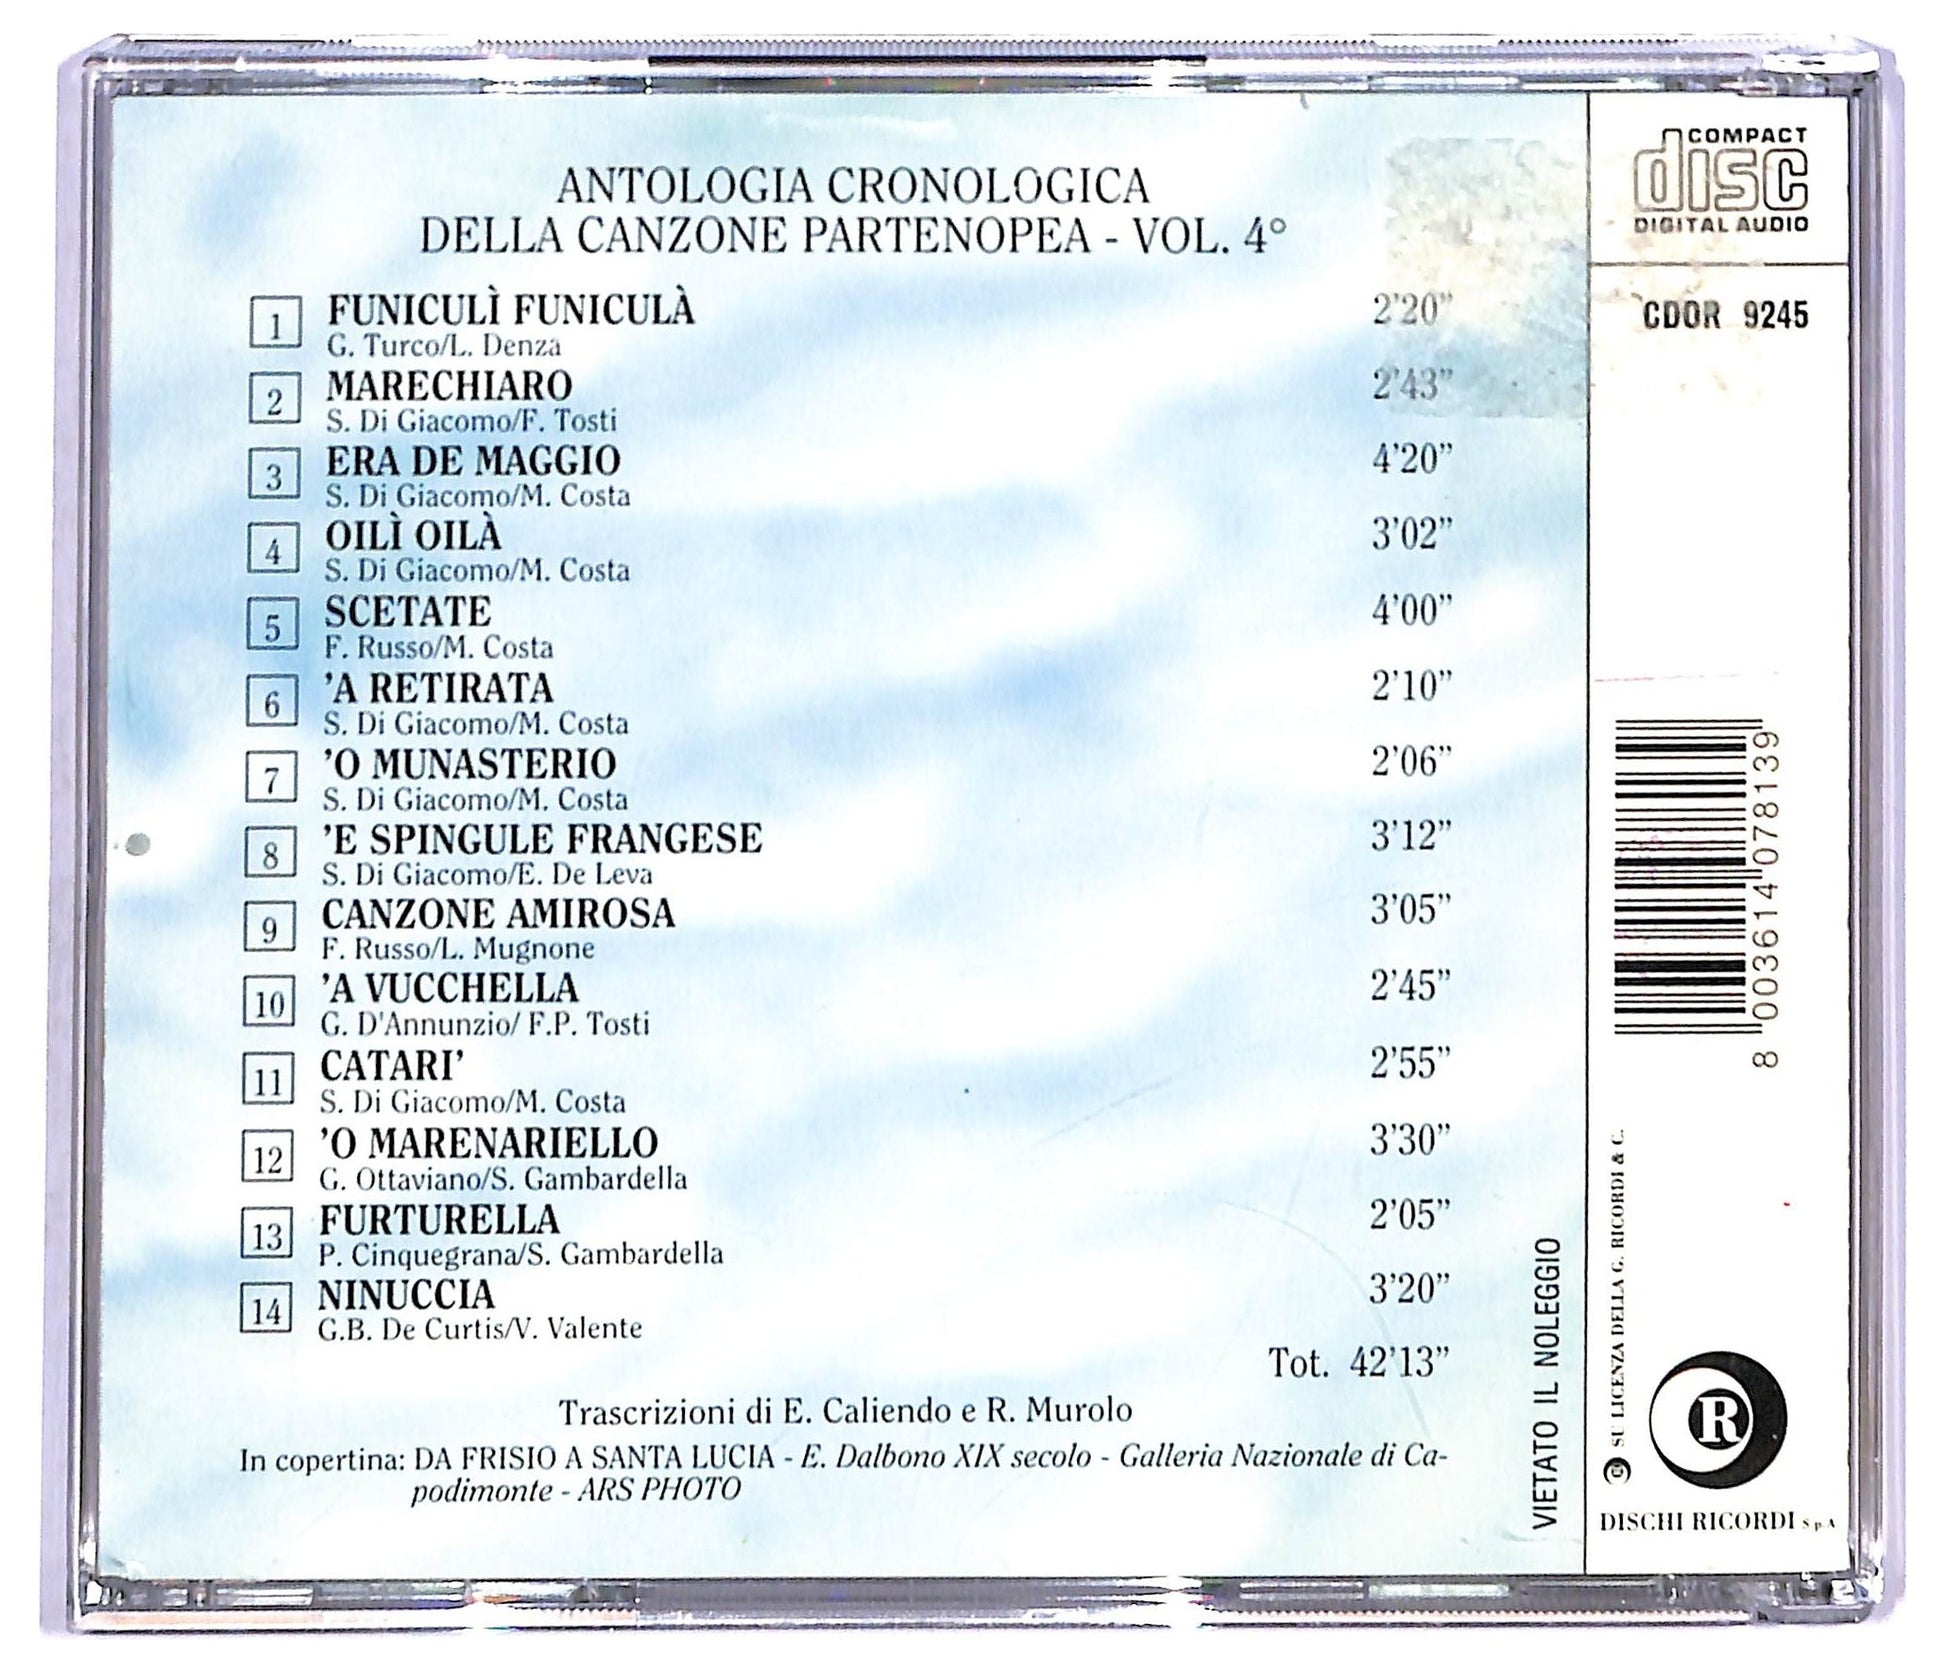 ANTOLOGIA CRONOLOGICA
DELLA CANZONE PARTENOPEA - VOL. 4°
1 FUNICULÌ FUNICULÀ 2'20"
G. Turco/L. Denza
2 MARECHIARO 2'43"
S. Di Giacomo/F. Tosti
3 ERA DE MAGGIO 4'20"
S. Di Giacomo/M. Costa
4 OILÌ OILÀ 3'02"
S. Di Giacomo/M. Costa
5 SCETATE 4'00"
F. Russo/M. Costa
6 'A RETIRATA 2'10"
S. Di Giacomo/M. Costa
7 'O MUNASTERIO 2'06"
S. Di Giacomo/M. Costa
8 'E SPINGULE FRANGESE 3'12"
S. Di Giacomo/E. De Leva
9 CANZONE AMIROSA 3'05"
F. Russo/L. Mugnone
10 'A VUCCHELLA 2'45"
G. D'Annunzio/ F.P. Tosti
11 CATARI' 2'55"
S. Di Giacomo/M. Costa
12 'O MARENARIELLO 3'30"
G. Ottaviano/S. Gambardella
13 FURTURELLA 2'05"
P. Cinquegrana/S. Gambardella
14 NINUCCIA 3'20"
G.B. De Curtis/V. Valente
Tot. 42'13"
Trascrizioni di E. Caliendo e R. Murolo
In copertina: DA FRISIO A SANTA LUCIA - E. Dalbono XIX secolo - Galleria Nazionale di Ca-
podimonte - ARS PHOTO
VIETATO IL NOLEGGIO
COMPACT
disc
DIGITAL AUDIO
CDOR 9245
8 003614 078139
© SU LICENZA DELLA G. RICORDI & C.
R
DISCHI RICORDI S.p.A